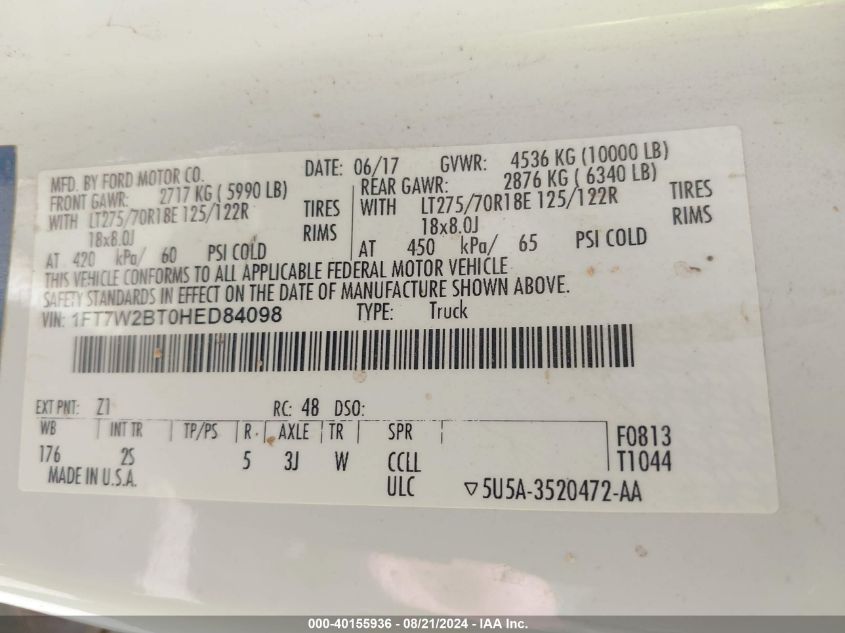 MFD. BY FORD MOTOR CO. DATE: 06/17 GVWR: 4536 KG (10000 LB)
FRONT GAWR: 2717 KG ( 5990 LB) REAR GAWR: 2876 KG ( 6340 LB)
WITH LT275/70R18E 125/122R TIRES WITH LT275/70R18E 125/122R TIRES
18x8.0J RIMS 18x8.0J RIMS
AT 420 kPa/ 60 PSI COLD AT 450 kPa/ 65 PSI COLD
THIS VEHICLE CONFORMS TO ALL APPLICABLE FEDERAL MOTOR VEHICLE
SAFETY STANDARDS IN EFFECT ON THE DATE OF MANUFACTURE SHOWN ABOVE.
VIN: 1FT7W2BT0HED84098 TYPE: Truck
EXT PNT: Z1 RC: 48 DSO:
WB INT TR TP/PS R. AXLE TR SPR F0813
176 2S 5 3J W CCLL T1044
MADE IN U.S.A. ULC ▽5U5A-3520472-AA
000-40155936 - 08/21/2024 - IAA Inc.